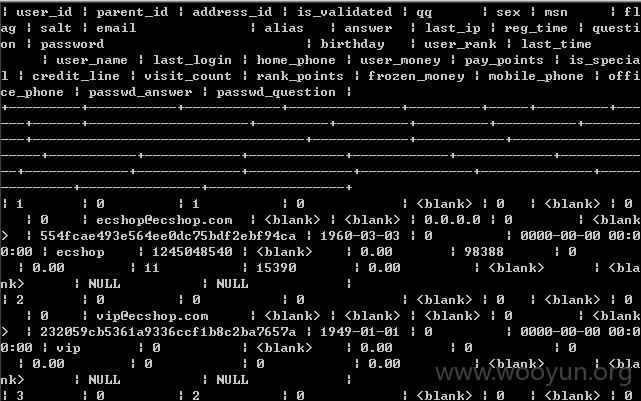 | user_id | parent_id | address_id | is_validated | qq | sex | msn | fl
ag | salt | email | alias | answer | last_ip | reg_time | questi
on | password | birthday | user_rank | last_time
| user_name | last_login | home_phone | user_money | pay_points | is_specia
l | credit_line | visit_count | rank_points | frozen_money | mobile_phone | offi
ce_phone | passwd_answer | passwd_question |
| 1 | 0 | 1 | 0 | <blank> | 0 | <blank> | 0
| 0 | ecshop@ecshop.com | <blank> | <blank> | 0.0.0.0 | 0 | <blank
> | 554fcae493e564ee0dc75bdf2ebf94ca | 1960-03-03 | 0 | 0000-00-00 00:0
0:00 | ecshop | 1245048540 | <blank> | 0.00 | 98388 | 0
| 0.00 | 11 | 15390 | 0.00 | <blank> | <bla
nk> | NULL | NULL |
| 2 | 0 | 0 | 0 | <blank> | 0 | <blank> | 0
| 0 | vip@ecshop.com | <blank> | <blank> | <blank> | 0 | <blank
> | 232059cb5361a9336ccf1b8c2ba7657a | 1949-01-01 | 0 | 0000-00-00 00:0
0:00 | vip | 0 | <blank> | 0.00 | 0 | 0
| 0.00 | 0 | 0 | 0.00 | <blank> | <bla
nk> | NULL | NULL |
| 3 | 0 | 2 | 0 | <blank> | 0 | <blank> | 0
www.wooyun.org